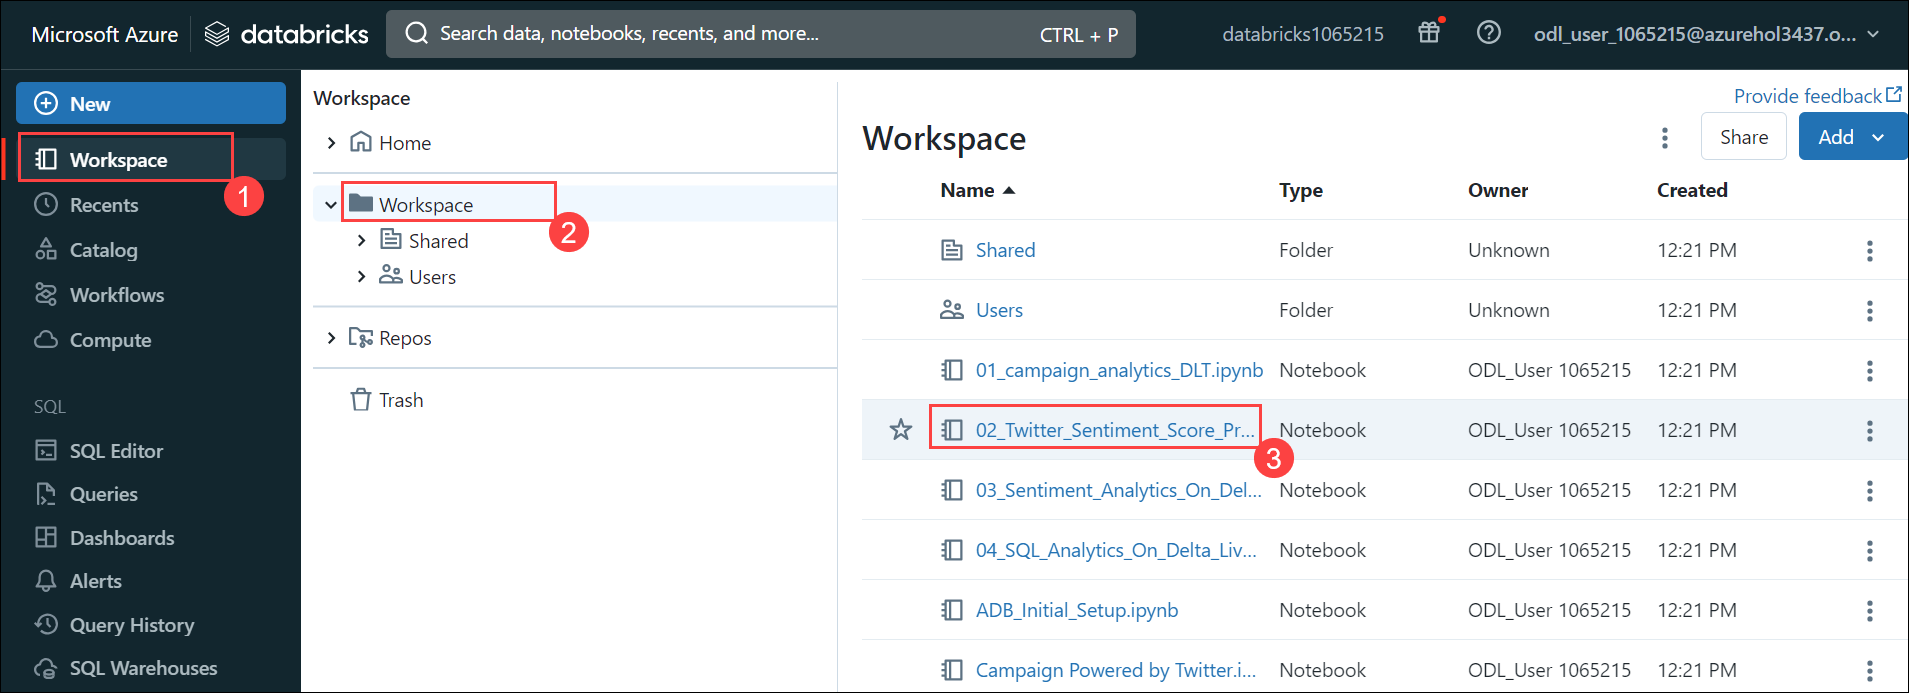 Microsoft Azure databricks Search data, notebooks, recents, and more... CTRL + P databricks1065215 odl_user_1065215@azurehol3437.o...
New
Workspace
1
Recents
Catalog
Workflows
Compute
SQL
SQL Editor
Queries
Dashboards
Alerts
Query History
SQL Warehouses
Workspace
Home
Workspace
2
Shared
Users
Repos
Trash
Provide feedback
Workspace Share Add
Name Type Owner Created
Shared Folder Unknown 12:21 PM
Users Folder Unknown 12:21 PM
01_campaign_analytics_DLT.ipynb Notebook ODL_User 1065215 12:21 PM
02_Twitter_Sentiment_Score_Pr... Notebook ODL_User 1065215 12:21 PM
3
03_Sentiment_Analytics_On_Del... Notebook ODL_User 1065215 12:21 PM
04_SQL_Analytics_On_Delta_Liv... Notebook ODL_User 1065215 12:21 PM
ADB_Initial_Setup.ipynb Notebook ODL_User 1065215 12:21 PM
Campaign Powered by Twitter.i... Notebook ODL_User 1065215 12:21 PM